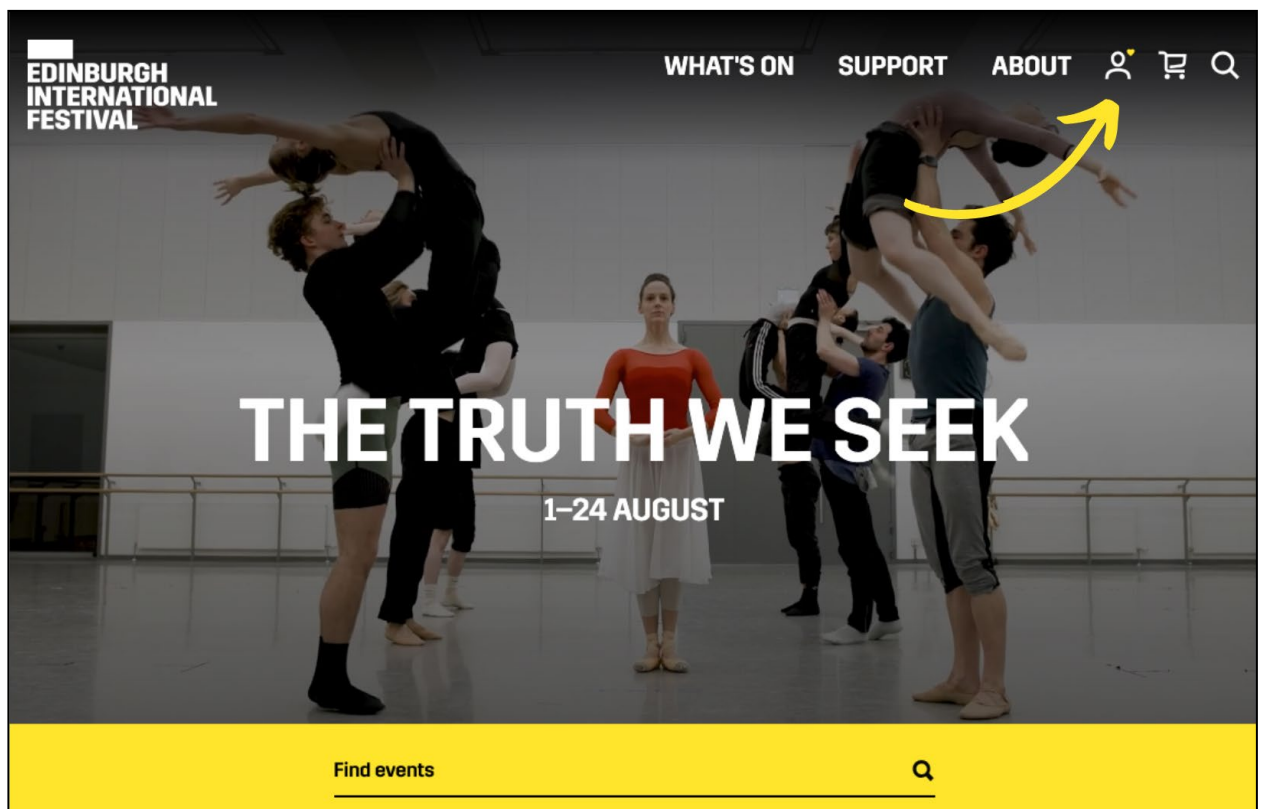 EDINBURGH
INTERNATIONAL
FESTIVAL
WHAT'S ON SUPPORT ABOUT
THE TRUTH WE SEEK
1–24 AUGUST
Find events